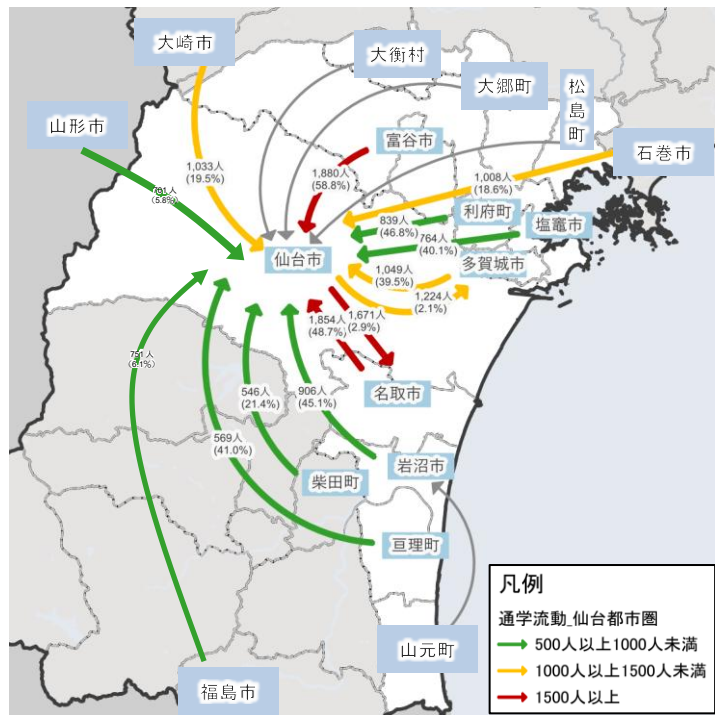 大崎市
大衡村
大郷町
松島町
山形市
富谷市
石巻市
1,033人
(19.5%)
1,880人
(58.8%)
1,008人
(18.6%)
(5.8%)
839人
(46.8%)
利府町
764人
(40.1%)
塩竈市
仙台市
多賀城市
1,049人
(39.5%)
1,224人
(2.1%)
1,854人
(48.7%)
1,671人
(2.9%)
751人
(6.1%)
名取市
546人
(21.4%)
906人
(45.1%)
569人
(41.0%)
岩沼市
柴田町
亘理町
山元町
福島市
凡例
通学流動_仙台都市圏
500人以上1000人未満
1000人以上1500人未満
1500人以上